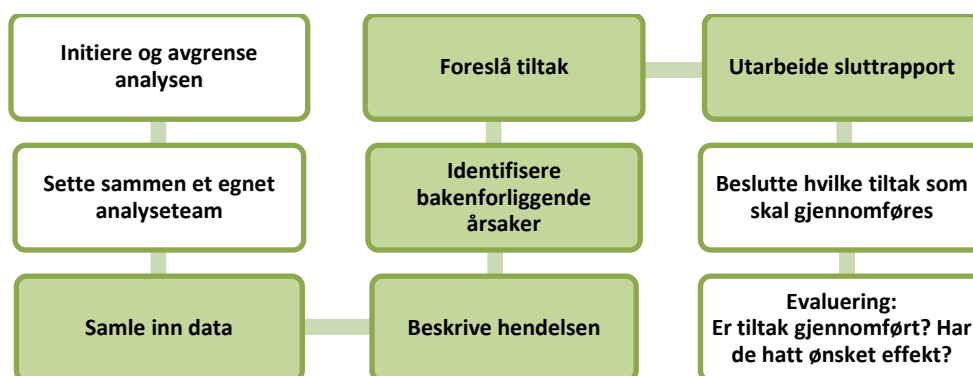 Initiere og avgrense
analysen
Sette sammen et egnet
analyseteam
Samle inn data
Beskrive hendelsen
Identifisere
bakenforliggende
årsaker
Foreslå tiltak
Utarbeide sluttrapport
Beslutte hvilke tiltak som
skal gjennomføres
Evaluering:
Er tiltak gjennomført? Har
de hatt ønsket effekt?